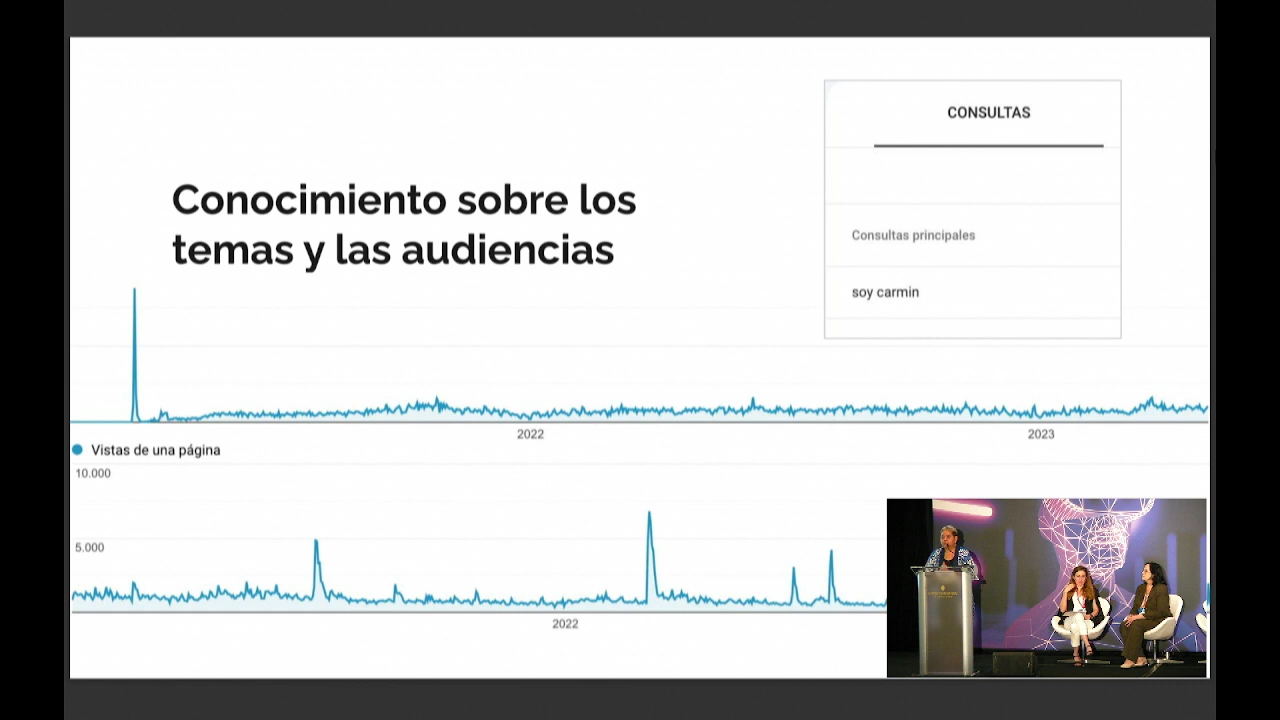 CONSULTAS
Conocimiento sobre los
temas y las audiencias
Consultas principales
soy carmin
2022
2023
Vistas de una página
10.000
5.000
2022